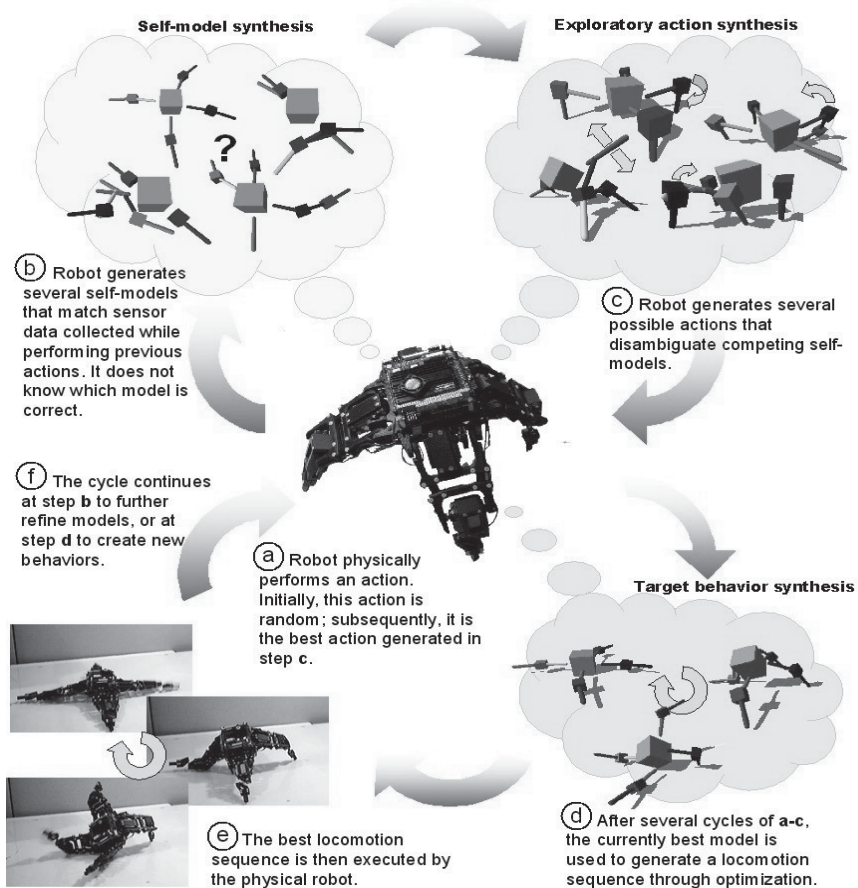 Self-model synthesis
Exploratory action synthesis
?
b Robot generates
several self-models
that match sensor
data collected while
performing previous
actions. It does not
know which model is
correct.
c Robot generates several
possible actions that
disambiguate competing self-
models.
f The cycle continues
at step b to further
refine models, or at
step d to create new
behaviors.
a Robot physically
performs an action.
Initially, this action is
random; subsequently, it is
the best action generated in
step c.
Target behavior synthesis
d After several cycles of a-c,
the currently best model is
used to generate a locomotion
sequence through optimization.
e The best locomotion
sequence is then executed by
the physical robot.